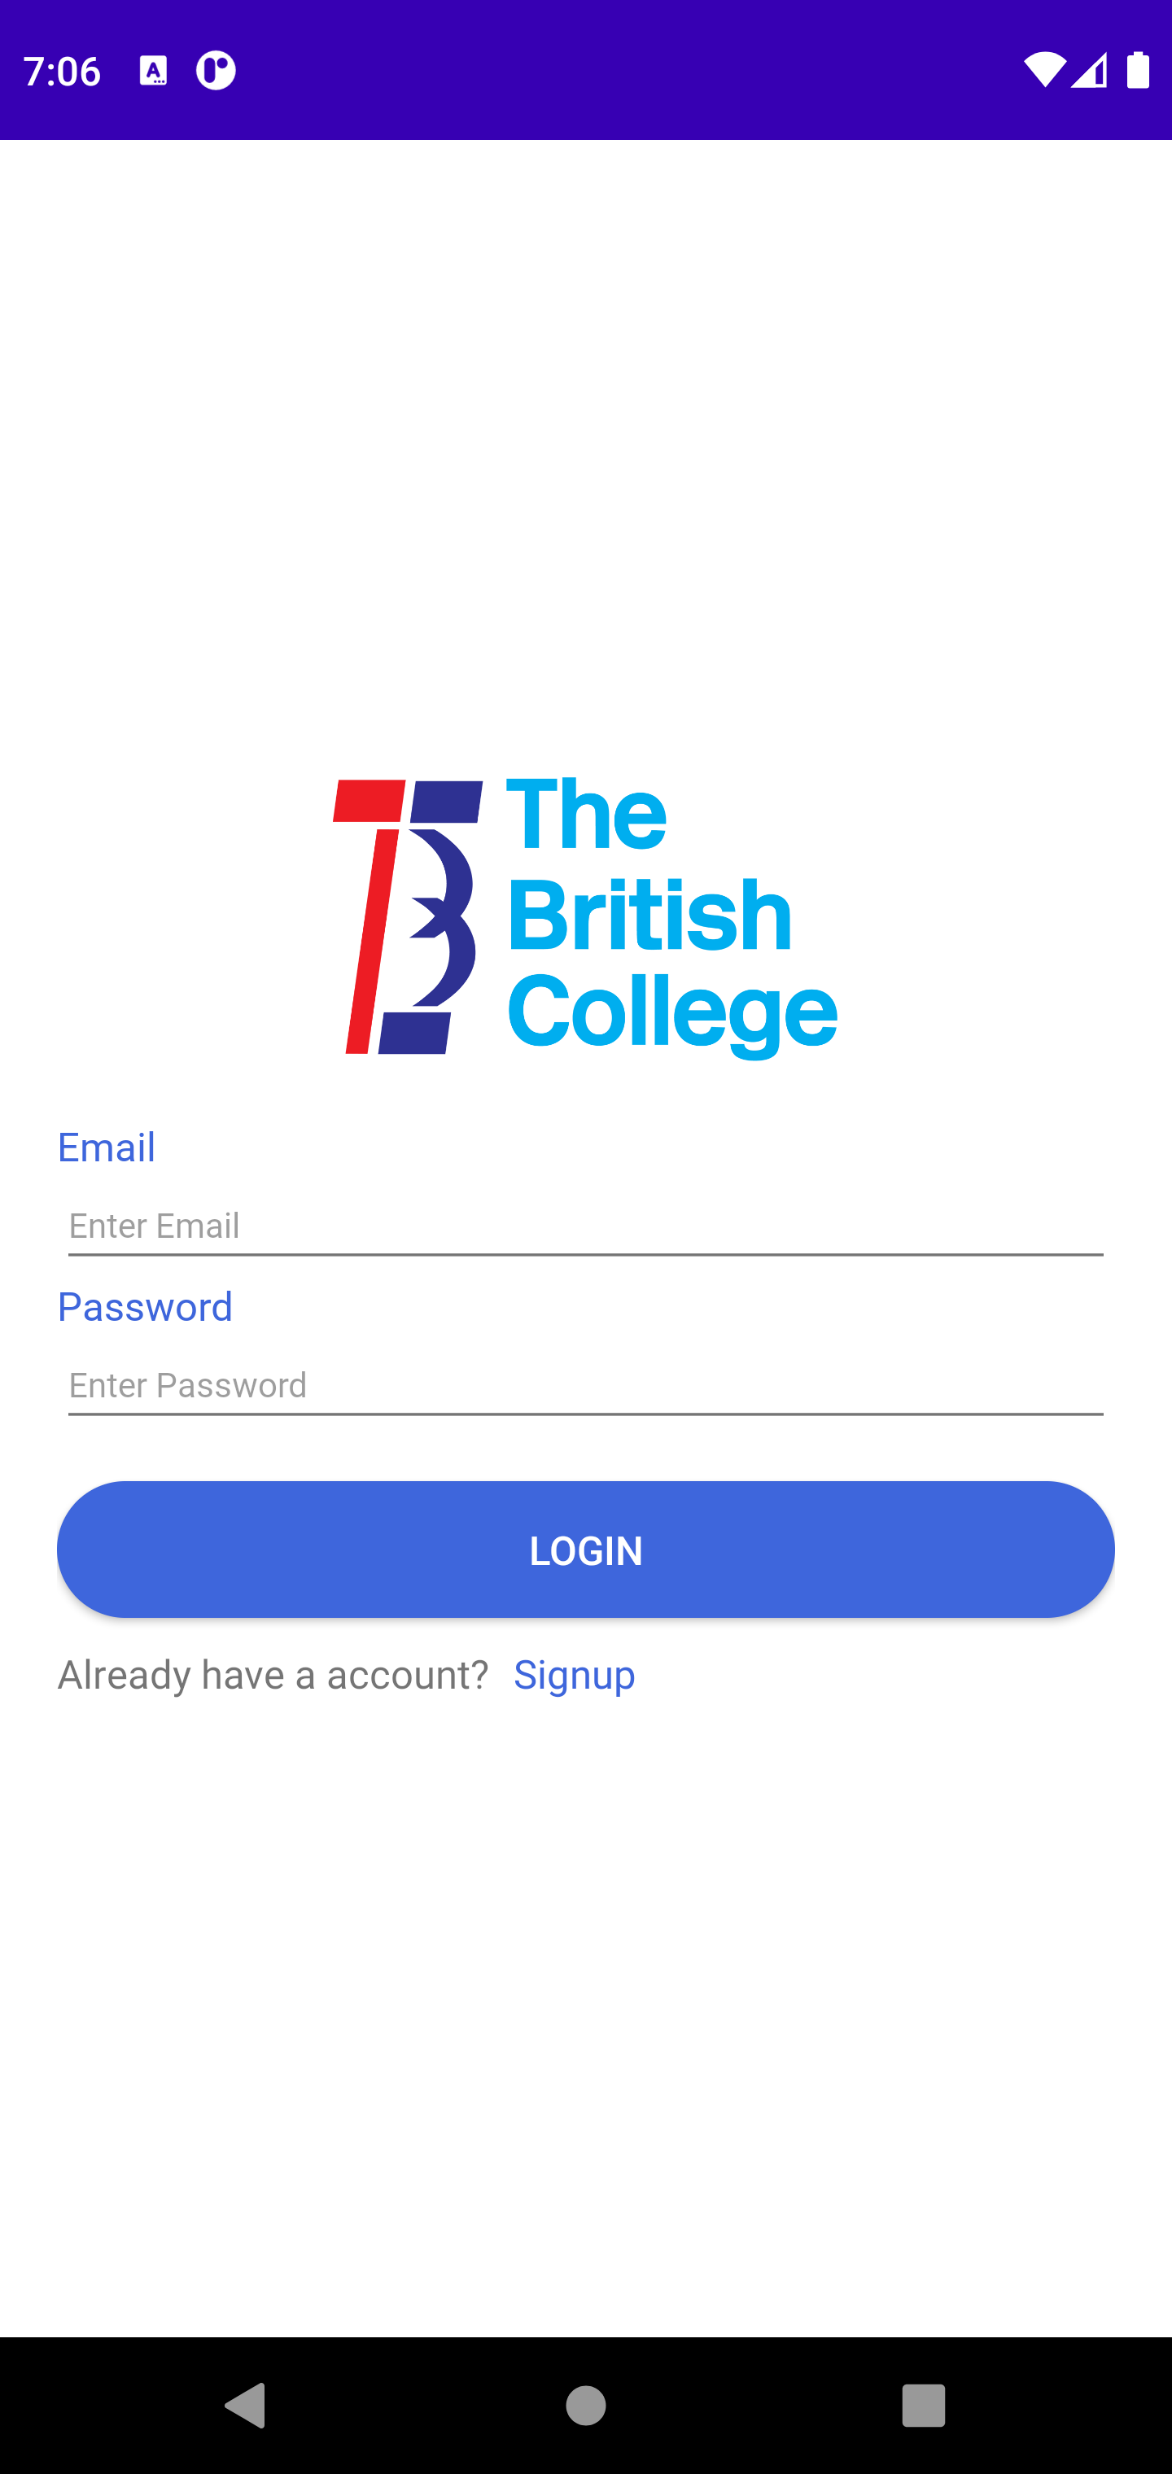 7:06
The
British
College
Email
Enter Email
Password
Enter Password
LOGIN
Already have a account? Signup